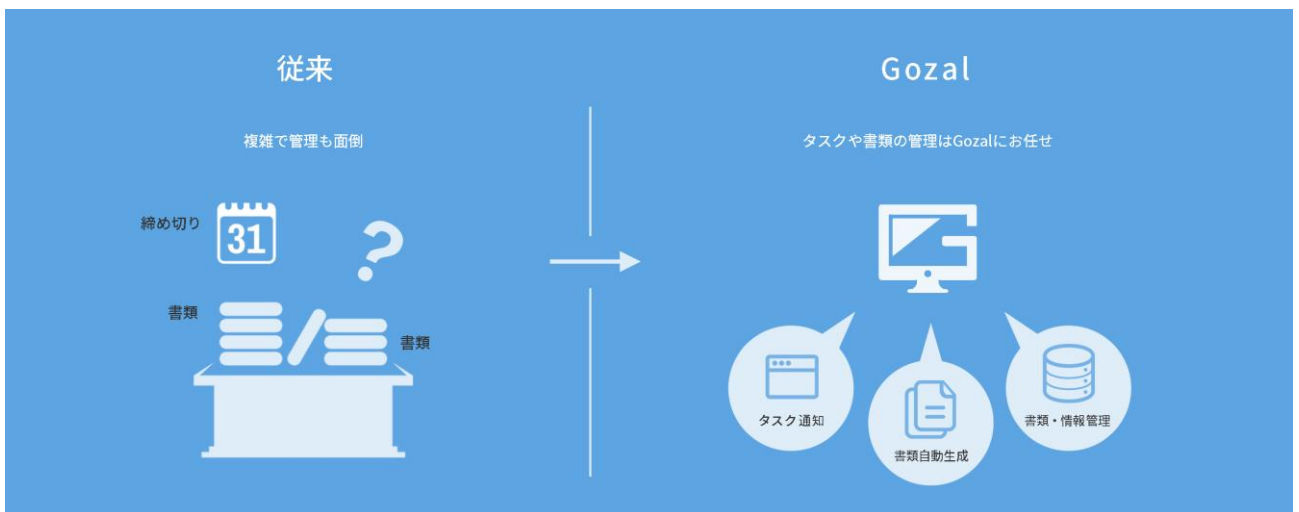 従来
複雑で管理も面倒
締め切り
31
?
書類
書類
Gozal
タスクや書類の管理はGozalにお任せ
タスク通知
書類自動生成
書類・情報管理